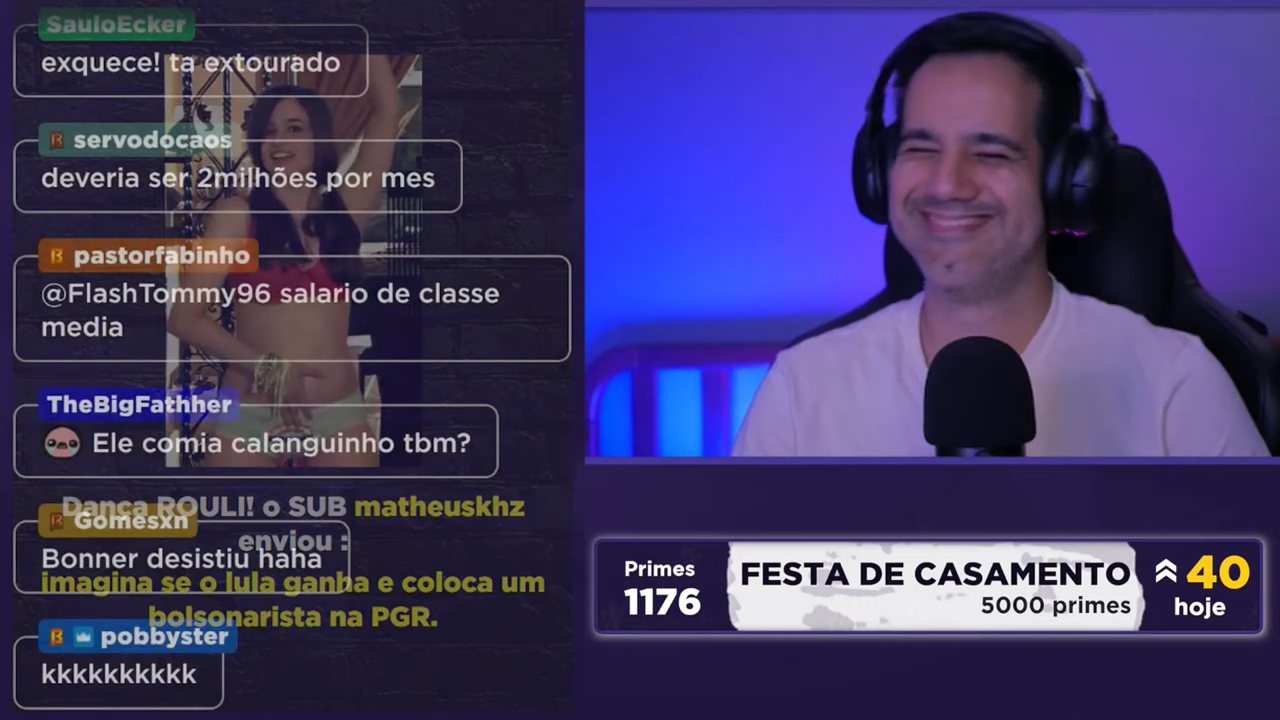 SauloEcker
exquece! ta extourado
servodocaos
deveria ser 2milhões por mes
pastorfabinho
@FlashTommy96 salario de classe
media
TheBigFathher
Ele comia calanguinho tbm?
Dança ROULI! o SUB matheuskhz
enviou :
Gomesxn
Bonner desistiu haha
imagina se o lula ganha e coloca um
bolsonarista na PGR.
pobbyster
kkkkkkkkkk
Primes
1176
FESTA DE CASAMENTO
5000 primes
40
hoje